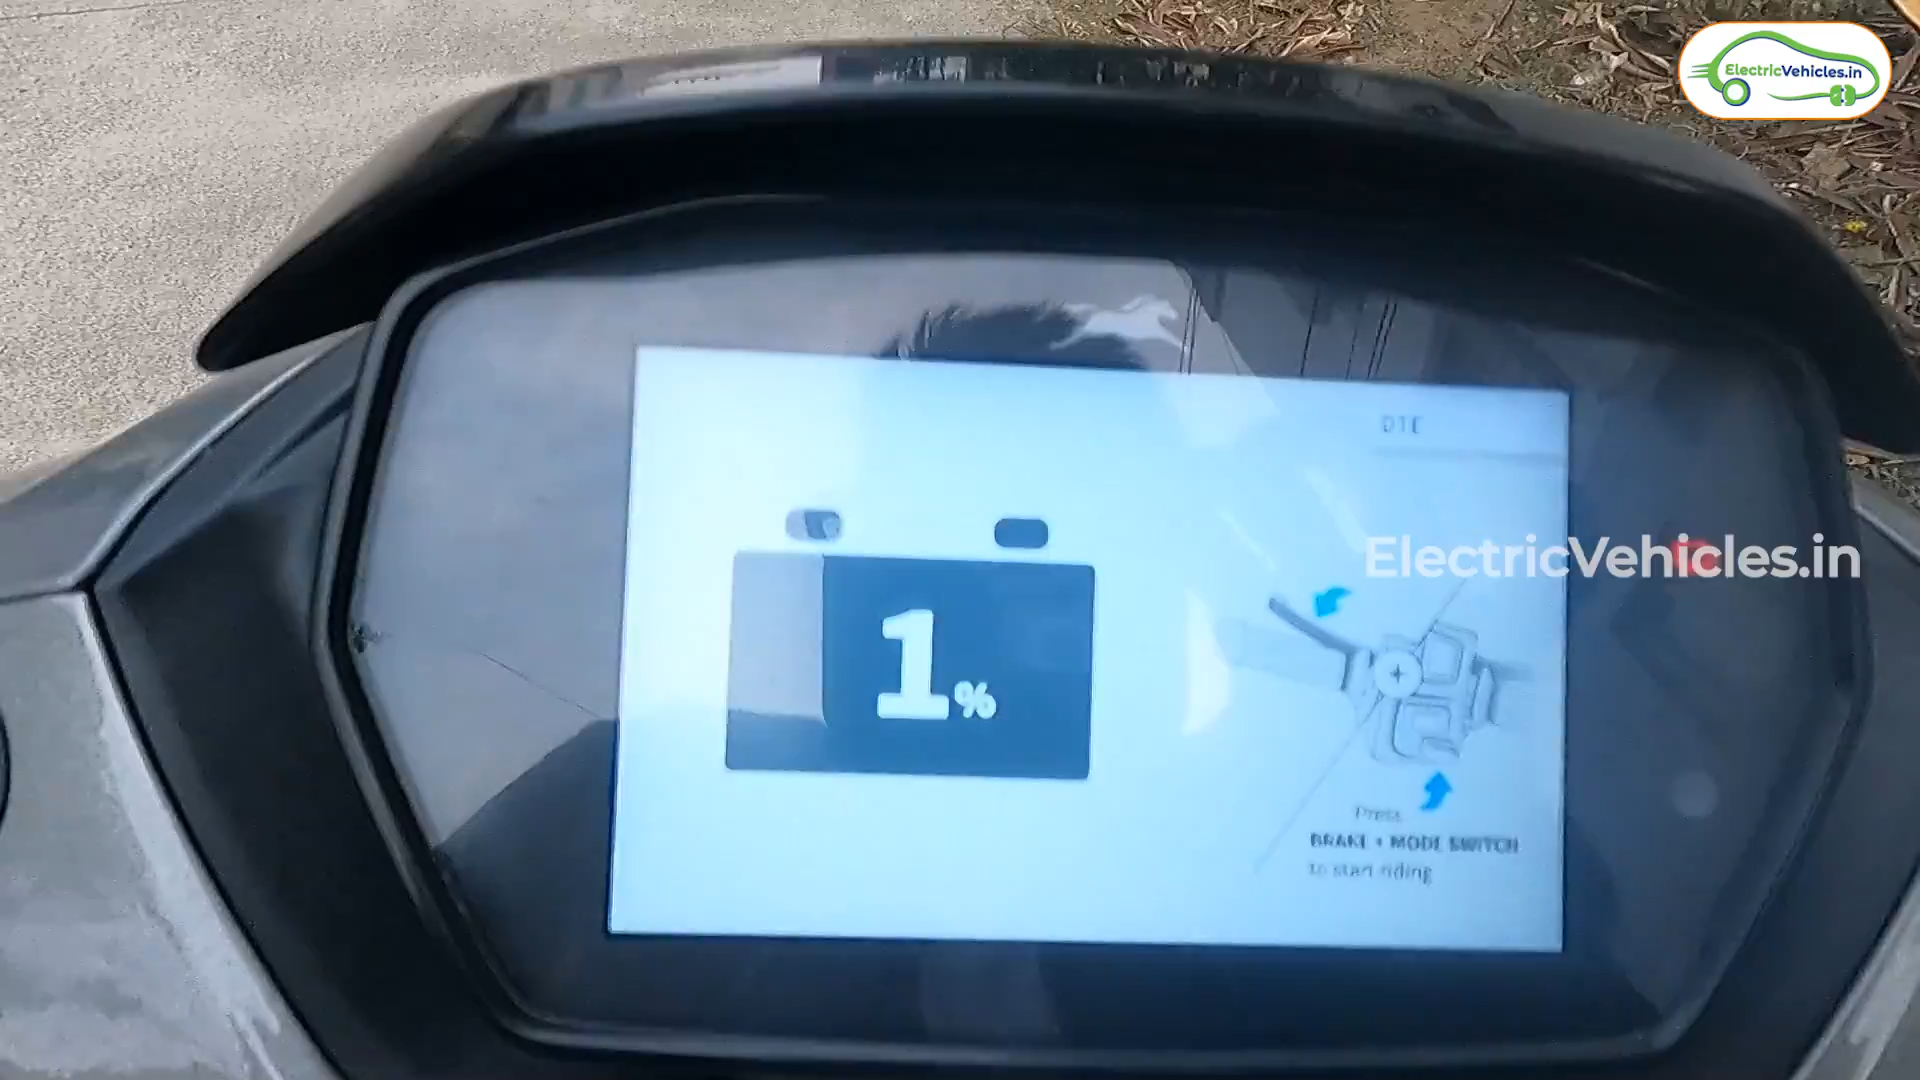 ElectricVehicles.in
DTE
ElectricVehicles.in
1%
Press
BRAKE + MODE SWITCH
to start riding